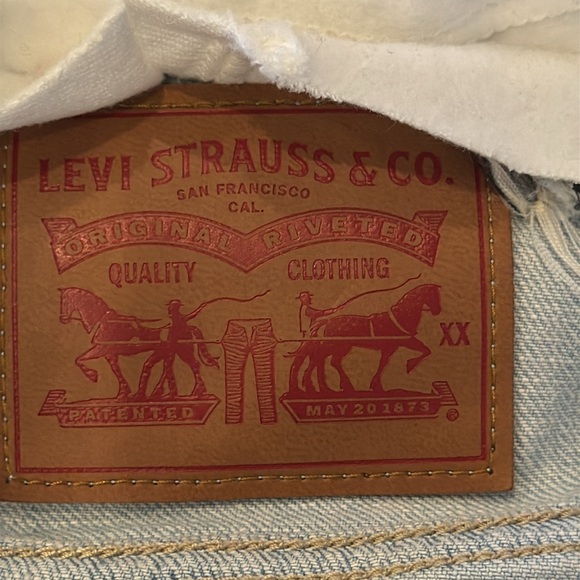 LEVI STRAUSS & CO.
SAN FRANCISCO
CAL.
ORIGINAL RIVETED
QUALITY CLOTHING
XX
PATENTED MAY 20 1873 ®